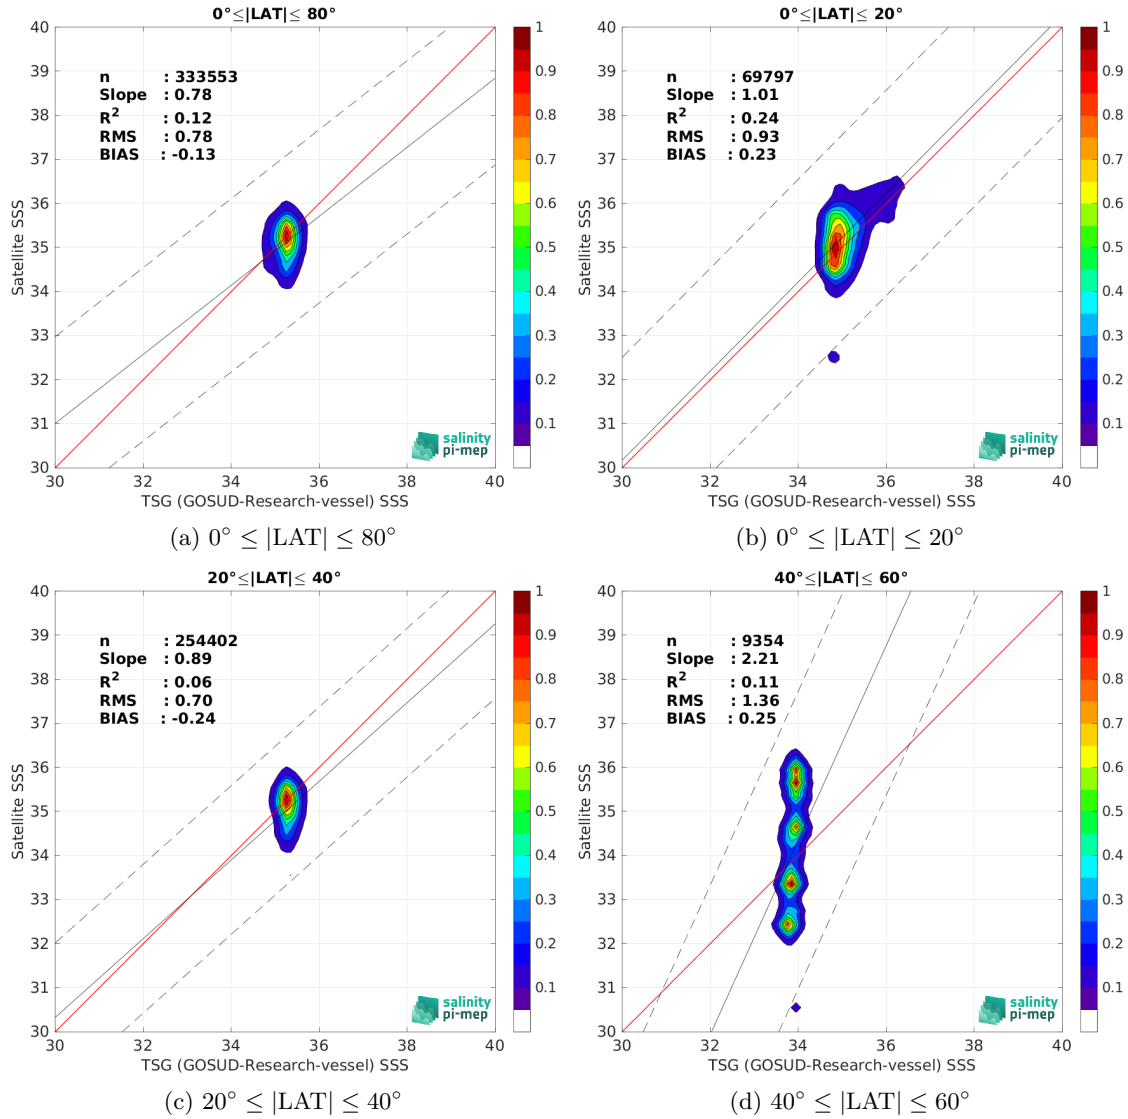 0°≤|LAT|≤ 80°
40
39
38
37
36
35
34
33
32
31
30
Satellite SSS
n : 333553
Slope : 0.78
R² : 0.12
RMS : 0.78
BIAS : -0.13
salinity
pi-mep
30 32 34 36 38 40
TSG (GOSUD-Research-vessel) SSS
1
0.9
0.8
0.7
0.6
0.5
0.4
0.3
0.2
0.1
(a) 0° ≤ |LAT| ≤ 80°
0°≤|LAT|≤ 20°
40
39
38
37
36
35
34
33
32
31
30
Satellite SSS
n : 69797
Slope : 1.01
R² : 0.24
RMS : 0.93
BIAS : 0.23
salinity
pi-mep
30 32 34 36 38 40
TSG (GOSUD-Research-vessel) SSS
1
0.9
0.8
0.7
0.6
0.5
0.4
0.3
0.2
0.1
(b) 0° ≤ |LAT| ≤ 20°
20°≤|LAT|≤ 40°
40
39
38
37
36
35
34
33
32
31
30
Satellite SSS
n : 254402
Slope : 0.89
R² : 0.06
RMS : 0.70
BIAS : -0.24
salinity
pi-mep
30 32 34 36 38 40
TSG (GOSUD-Research-vessel) SSS
1
0.9
0.8
0.7
0.6
0.5
0.4
0.3
0.2
0.1
(c) 20° ≤ |LAT| ≤ 40°
40°≤|LAT|≤ 60°
40
39
38
37
36
35
34
33
32
31
30
Satellite SSS
n : 9354
Slope : 2.21
R² : 0.11
RMS : 1.36
BIAS : 0.25
salinity
pi-mep
30 32 34 36 38 40
TSG (GOSUD-Research-vessel) SSS
1
0.9
0.8
0.7
0.6
0.5
0.4
0.3
0.2
0.1
(d) 40° ≤ |LAT| ≤ 60°